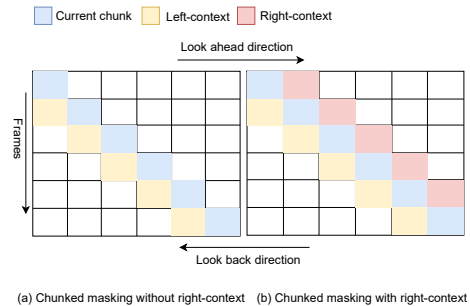 Current chunk Left-context Right-context
Look ahead direction
Frames
Look back direction
(a) Chunked masking without right-context (b) Chunked masking with right-context